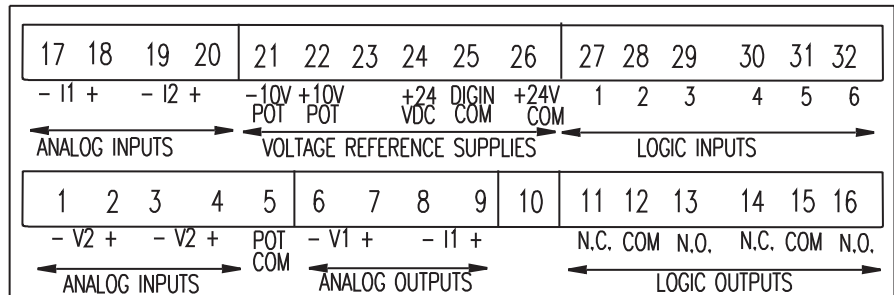 17 18 19 20 21 22 23 24 25 26 27 28 29 30 31 32
- I1 + - I2 + -10V +10V +24 DIGIN +24V 1 2 3 4 5 6
POT POT VDC COM COM
ANALOG INPUTS VOLTAGE REFERENCE SUPPLIES LOGIC INPUTS
1 2 3 4 5 6 7 8 9 10 11 12 13 14 15 16
- V2 + - V2 + POT - V1 + - I1 + N.C. COM N.O. N.C. COM N.O.
COM
ANALOG INPUTS ANALOG OUTPUTS LOGIC OUTPUTS